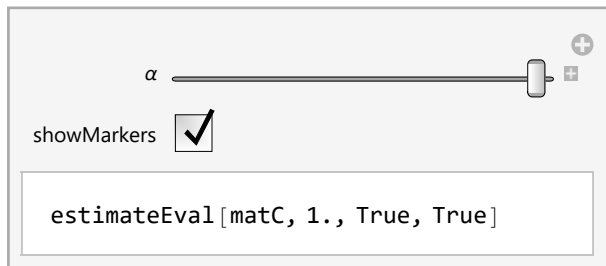 α
showMarkers
estimateEval[matC, 1., True, True]